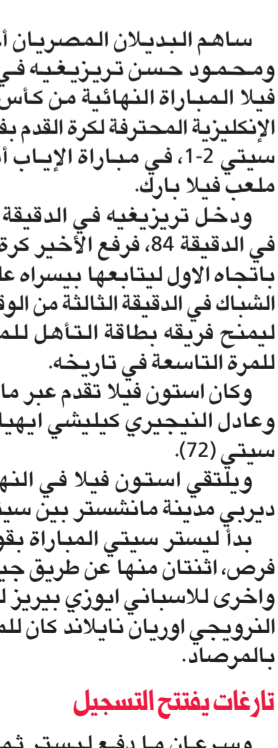 ساهم البديلان المصريان أ
ومحمود حسن تريزيغيه في
فيلا المباراة النهائية من كأس
الإنكليزية المحترفة لكرة القدم بف
سيتي 2-1، في مباراة الإياب أم
ملعب فيلا بارك.
ودخل تريزيغيه في الدقيقة
في الدقيقة 84، فرفع الأخير كرة
باتجاه الاول ليتابعها بيسراه عا
الشباك في الدقيقة الثالثة من الوق
ليمنح فريقه بطاقة التأهل للم
للمرة التاسعة في تاريخه.
وكان استون فيلا تقدم عبر ما
وعادل النيجيري كيليشي ايهيا
سيتي (72).
ويلتقي استون فيلا في النه
ديربي مدينة مانشستر بين سي
بدأ ليستر سيتي المباراة بقو
فرص، اثنتان منها عن طريق جي
واخرى للاسباني ايوزي بيريز ل
النرويجي اوريان نايلاند كان للم
بالمرصاد.
تارغات يفتتح التسجيل
وسرعان ما دفع ليستر ثم